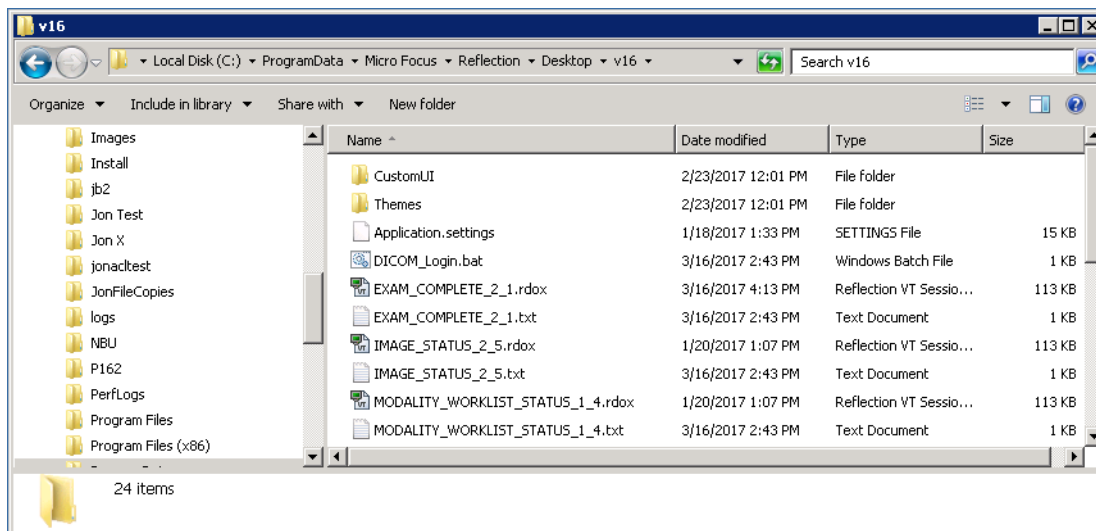 v16
Local Disk (C:) ProgramData Micro Focus Reflection Desktop v16
Search v16
Organize Include in library Share with New folder
Images
Install
jb2
Jon Test
Jon X
jonacltest
JonFileCopies
logs
NBU
P162
PerfLogs
Program Files
Program Files (x86)
Name Date modified Type Size
CustomUI 2/23/2017 12:01 PM File folder
Themes 2/23/2017 12:01 PM File folder
Application.settings 1/18/2017 1:33 PM SETTINGS File 15 KB
DICOM_Login.bat 3/16/2017 2:43 PM Windows Batch File 1 KB
EXAM_COMPLETE_2_1.rdox 3/16/2017 4:13 PM Reflection VT Sessio... 113 KB
EXAM_COMPLETE_2_1.txt 3/16/2017 2:43 PM Text Document 1 KB
IMAGE_STATUS_2_5.rdox 1/20/2017 1:07 PM Reflection VT Sessio... 113 KB
IMAGE_STATUS_2_5.txt 3/16/2017 2:43 PM Text Document 1 KB
MODALITY_WORKLIST_STATUS_1_4.rdox 1/20/2017 1:07 PM Reflection VT Sessio... 113 KB
MODALITY_WORKLIST_STATUS_1_4.txt 3/16/2017 2:43 PM Text Document 1 KB
24 items